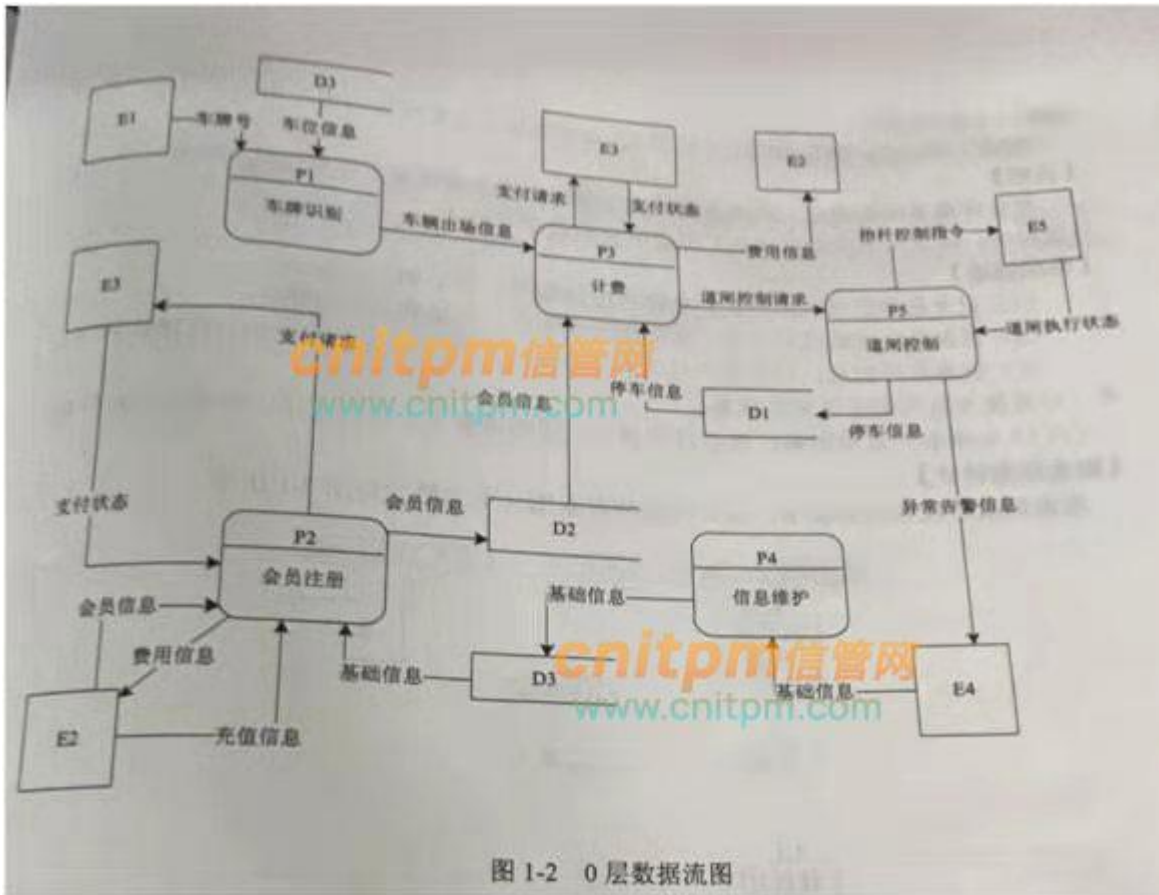 D3
E1
车牌号
车位信息
P1
车牌识别
E3
E2
支付请求
支付状态
车辆出场信息
P3
计费
费用信息
抬杆控制指令
E5
E3
道闸控制请求
P5
道闸控制
道闸执行状态
支付请求
cnitpm信管网
www.cnitpm.com
会员信息
停车信息
D1
停车信息
支付状态
会员信息
异常告警信息
P2
会员注册
D2
P4
信息维护
会员信息
基础信息
费用信息
基础信息
D3
cnitpm信管网
www.cnitpm.com
基础信息
E4
E2
充值信息
图 1-2 0 层数据流图